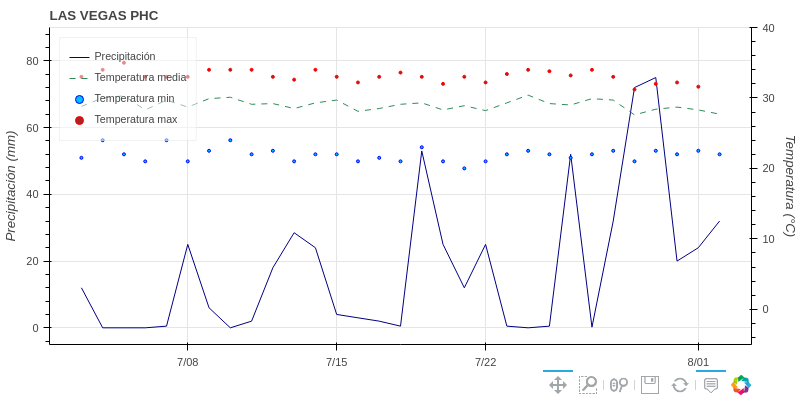 LAS VEGAS PHC
Precipitación
Temperatura media
Temperatura min
Temperatura max
Precipitación (mm)
80
60
40
20
0
40
30
20
10
0
Temperatura (°C)
7/08
7/15
7/22
8/01